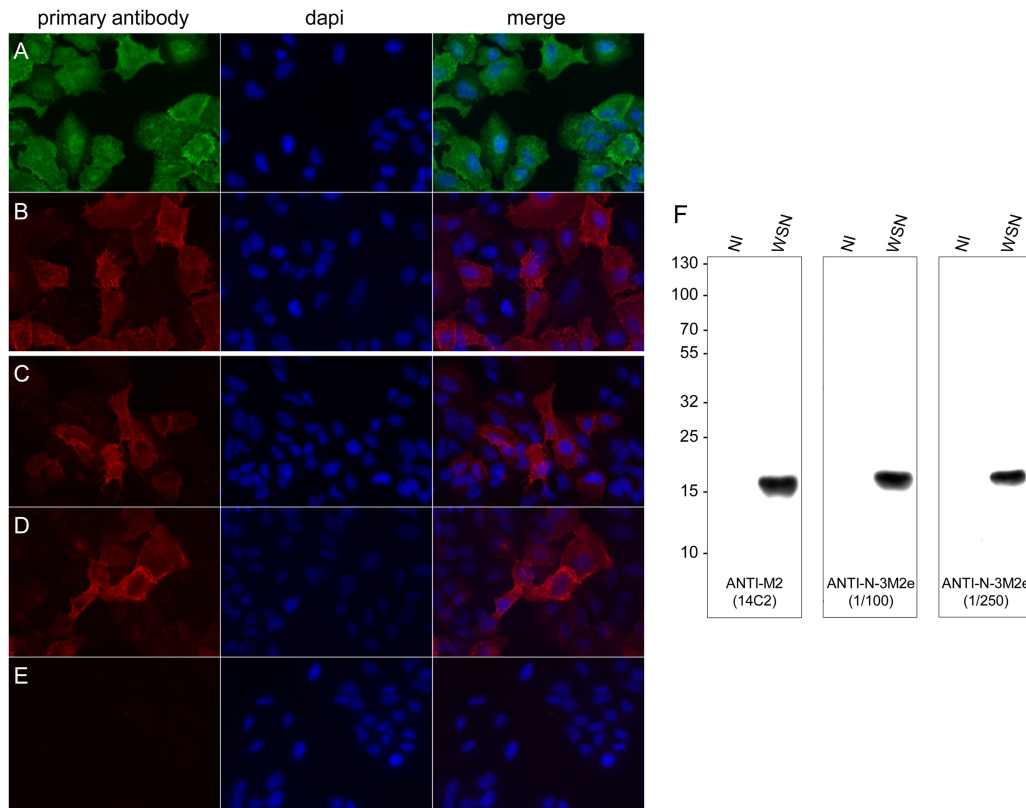 primary antibody dapi merge
A
B
C
D
E
F
NI WSN NI WSN NI WSN
130
100
70
55
32
25
15
10
ANTI-M2 ANTI-N-3M2e ANTI-N-3M2e
(14C2) (1/100) (1/250)